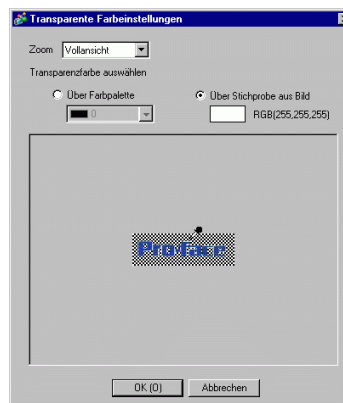 Transparente Farbeinstellungen
Zoom Vollansicht
Transparenzfarbe auswählen
Über Farbpalette Über Stichprobe aus Bild
0 RGB(255,255,255)
Pro-face
OK (O) Abbrechen